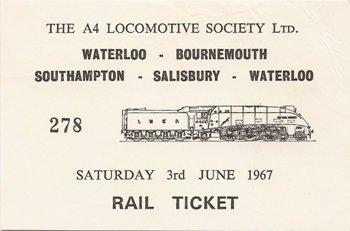 THE A4 LOCOMOTIVE SOCIETY LTD.
WATERLOO - BOURNEMOUTH
SOUTHAMPTON - SALISBURY - WATERLOO
278
L N E R
SATURDAY 3rd JUNE 1967
RAIL TICKET